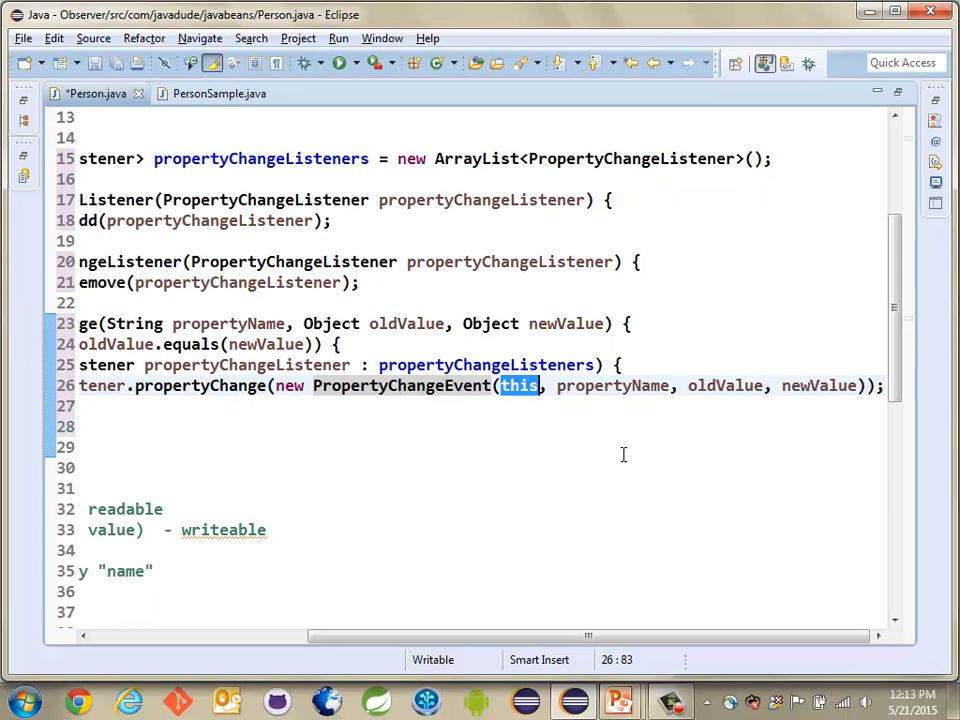 Java - Observer/src/com/javadude/javabeans/Person.java - Eclipse
File Edit Source Refactor Navigate Search Project Run Window Help
Quick Access
*Person.java PersonSample.java
13
14
15 stener> propertyChangeListeners = new ArrayList<PropertyChangeListener>();
16
17 Listener(PropertyChangeListener propertyChangeListener) {
18 dd(propertyChangeListener);
19
20 ngeListener(PropertyChangeListener propertyChangeListener) {
21 emove(propertyChangeListener);
22
23 ge(String propertyName, Object oldValue, Object newValue) {
24 oldValue.equals(newValue)) {
25 stener propertyChangeListener : propertyChangeListeners) {
26 tener.propertyChange(new PropertyChangeEvent(this, propertyName, oldValue, newValue));
27
28
29
30
31
32 readable
33 value) - writeable
34
35 y "name"
36
37
Writable Smart Insert 26 : 83
12:13 PM
5/21/2015